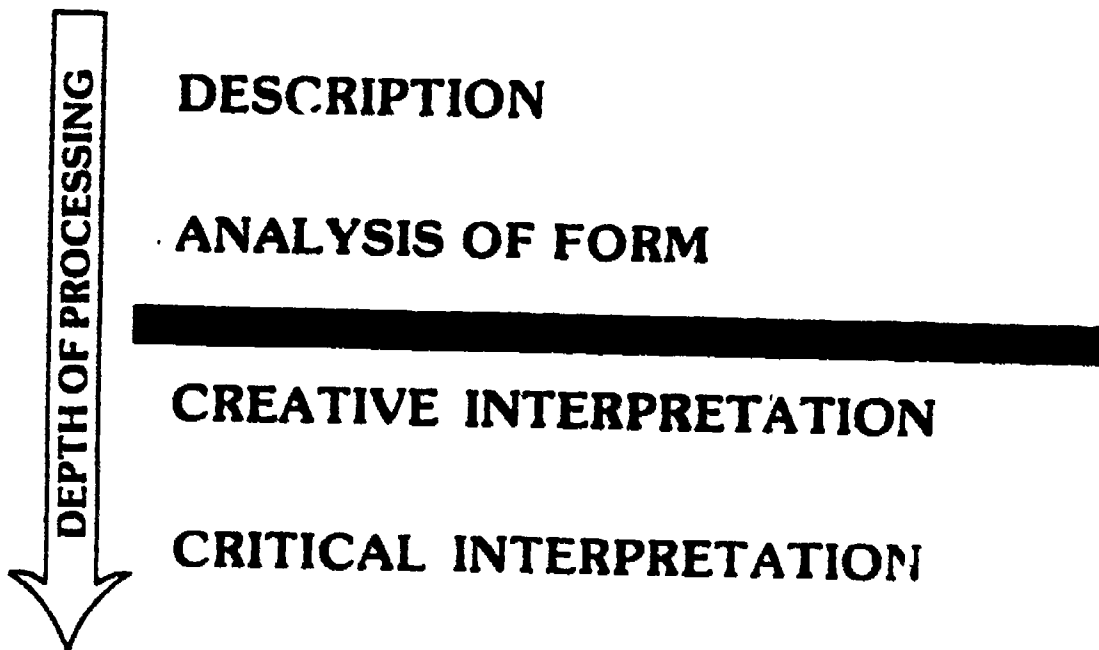 DEPTH OF PROCESSING
DESCRIPTION
ANALYSIS OF FORM
CREATIVE INTERPRETATION
CRITICAL INTERPRETATION